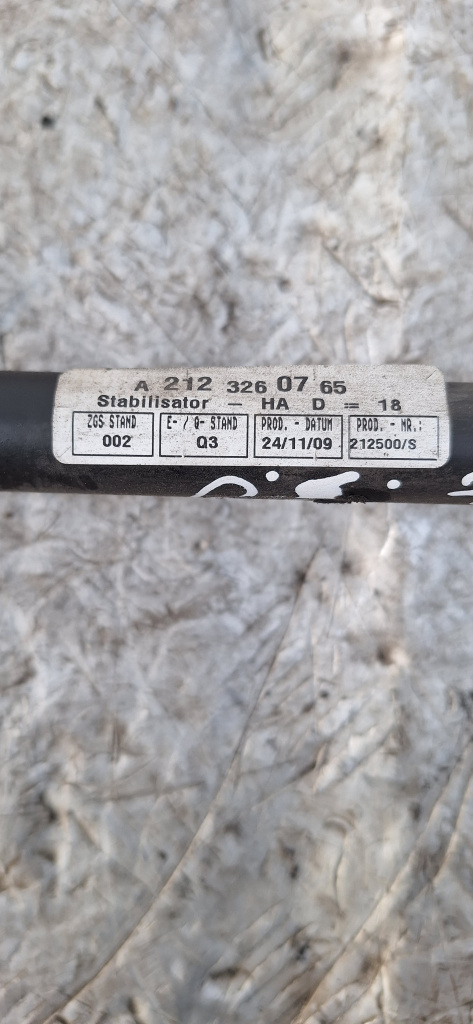 A 212 326 07 65
Stabilisator - HA D = 18
ZGS STAND E- / Q- STAND PROD. - DATUM PROD. - NR.:
002 Q3 24/11/09 212500/S